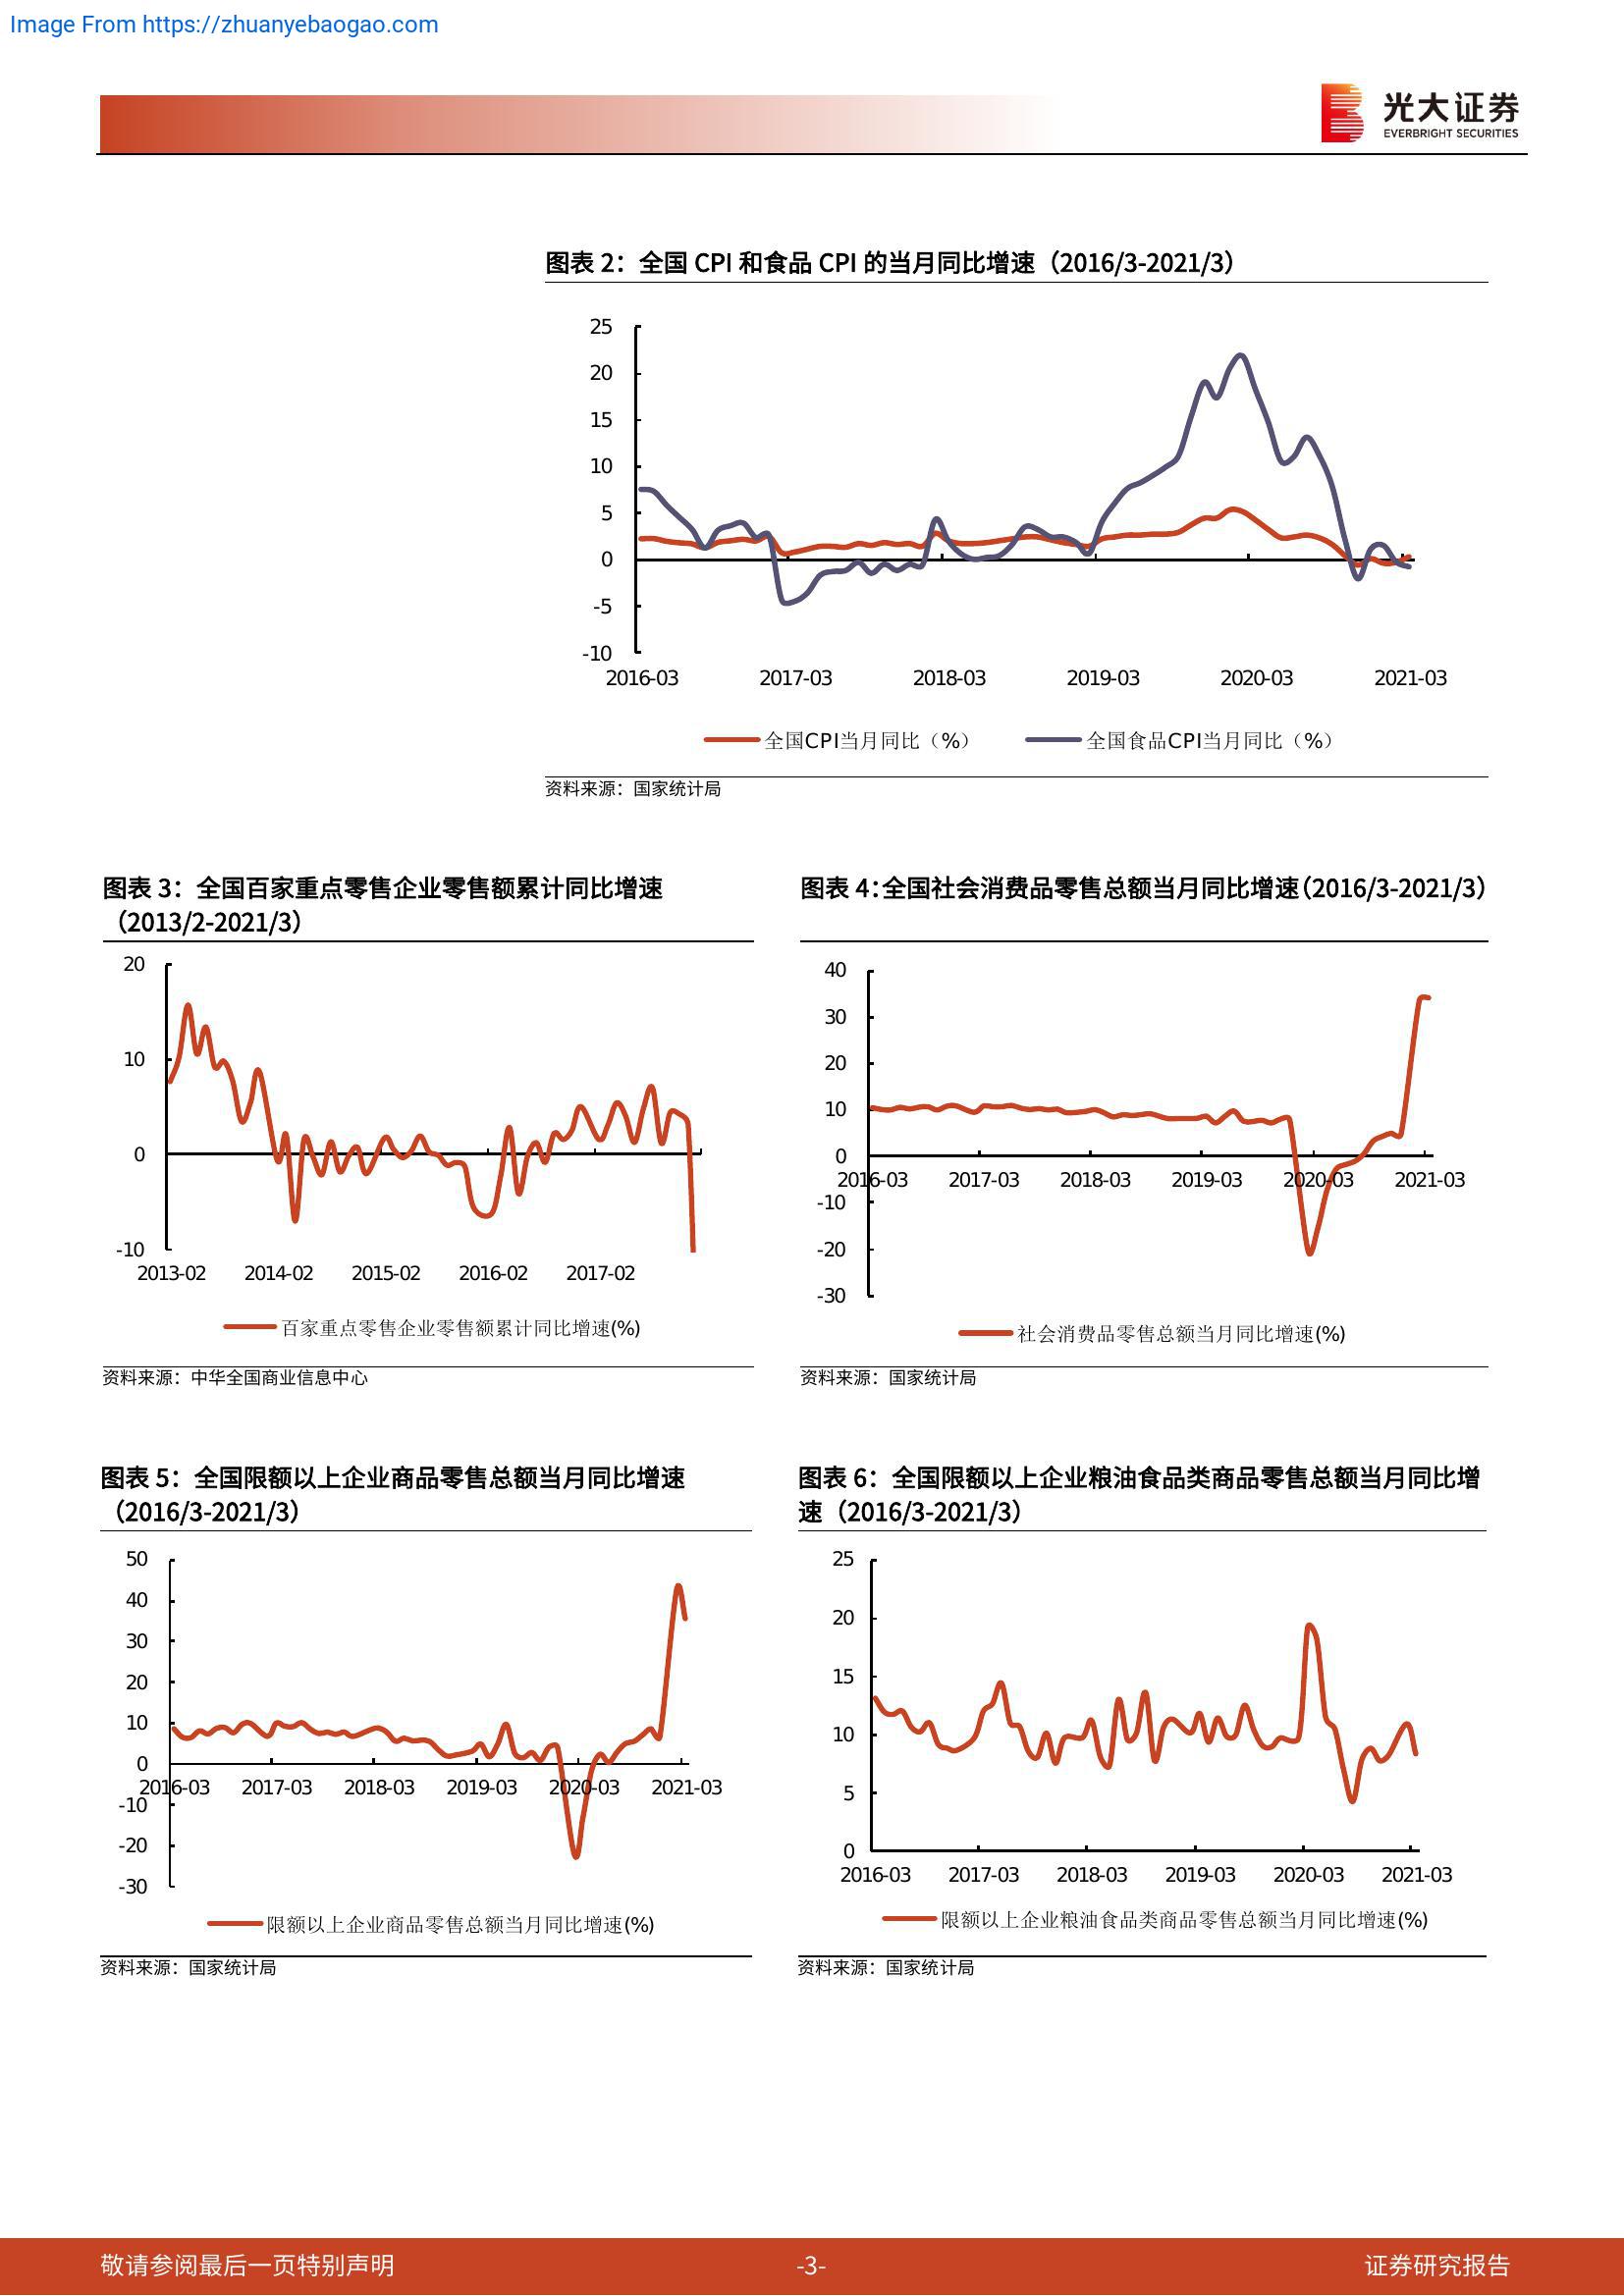 Image From https://zhuanyebaogao.com
光大证券
EVERBRIGHT SECURITIES
图表 2：全国 CPI 和食品 CPI 的当月同比增速（2016/3-2021/3）
25
20
15
10
5
0
-5
-10
2016-03 2017-03 2018-03 2019-03 2020-03 2021-03
全国CPI当月同比（%） 全国食品CPI当月同比（%）
资料来源：国家统计局
图表 3：全国百家重点零售企业零售额累计同比增速
（2013/2-2021/3）
20
10
0
-10
2013-02 2014-02 2015-02 2016-02 2017-02
百家重点零售企业零售额累计同比增速(%)
资料来源：中华全国商业信息中心
图表 4：全国社会消费品零售总额当月同比增速（2016/3-2021/3）
40
30
20
10
0
2016-03 2017-03 2018-03 2019-03 2020-03 2021-03
-10
-20
-30
社会消费品零售总额当月同比增速(%)
资料来源：国家统计局
图表 5：全国限额以上企业商品零售总额当月同比增速
（2016/3-2021/3）
50
40
30
20
10
0
2016-03 2017-03 2018-03 2019-03 2020-03 2021-03
-10
-20
-30
限额以上企业商品零售总额当月同比增速(%)
资料来源：国家统计局
图表 6：全国限额以上企业粮油食品类商品零售总额当月同比增
速（2016/3-2021/3）
25
20
15
10
5
0
2016-03 2017-03 2018-03 2019-03 2020-03 2021-03
限额以上企业粮油食品类商品零售总额当月同比增速(%)
资料来源：国家统计局
敬请参阅最后一页特别声明 -3- 证券研究报告